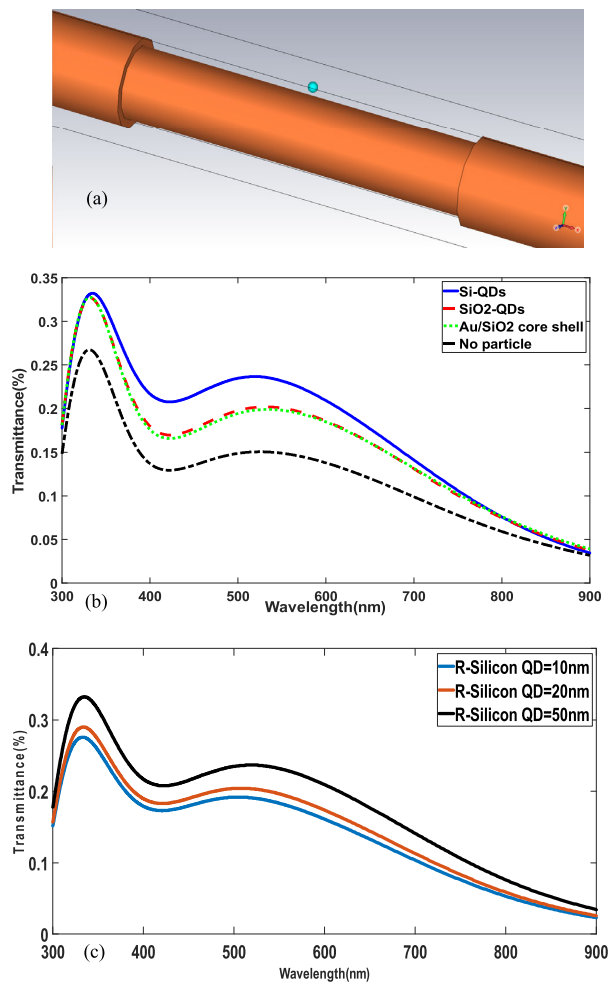 (a)
0.35
0.3
0.25
0.2
0.15
0.1
0.05
0
Transmittance(%)
Si-QDs
SiO2-QDs
Au/SiO2 core shell
No particle
300 400 500 600 700 800 900
Wavelength(nm)
(b)
0.4
0.3
0.2
0.1
0
Transmittance(%)
R-Silicon QD=10nm
R-Silicon QD=20nm
R-Silicon QD=50nm
300 400 500 600 700 800 900
Wavelength(nm)
(c)